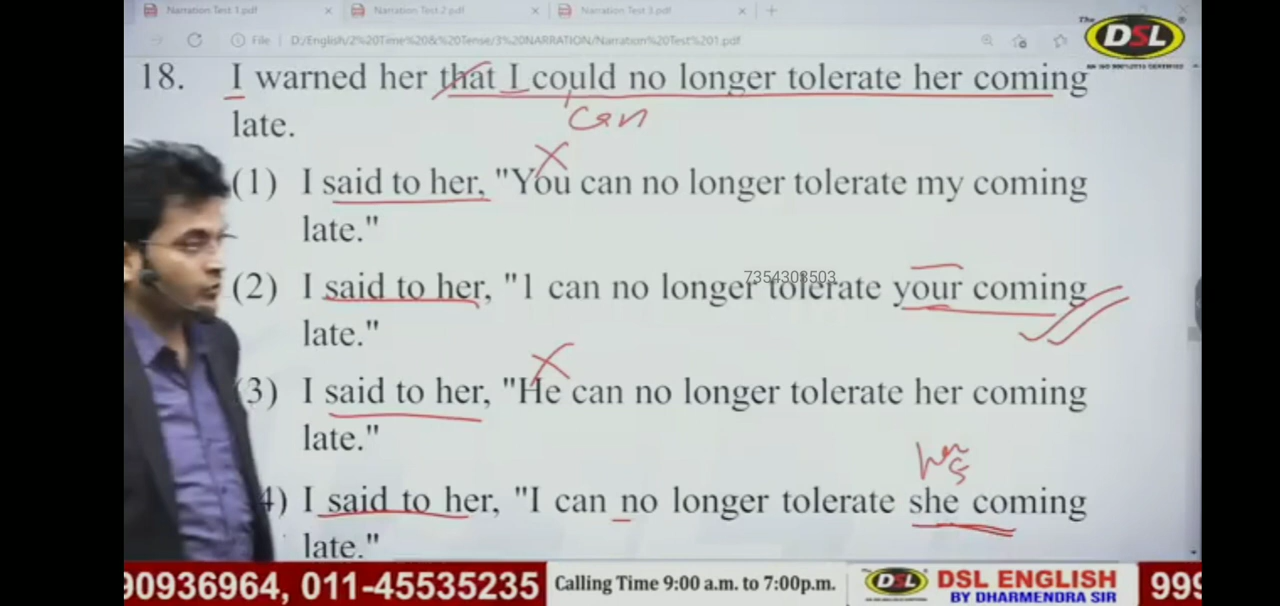 Narration Test 1.pdf × Narration Test 2.pdf × Narration Test 3.pdf × +
File D:/English/2%20Time%20&%20Tense/3%20NARRATION/Narration%20Test%201.pdf
The DSL ®
18. I warned her that I could no longer tolerate her coming
can
late.
(1) I said to her, "You can no longer tolerate my coming
late."
7354308503
(2) I said to her, "1 can no longer tolerate your coming
late."
(3) I said to her, "He can no longer tolerate her coming
late."
her
4) I said to her, "I can no longer tolerate she coming
late."
90936964, 011-45535235 Calling Time 9:00 a.m. to 7:00p.m. DSL DSL ENGLISH 999
BY DHARMENDRA SIR